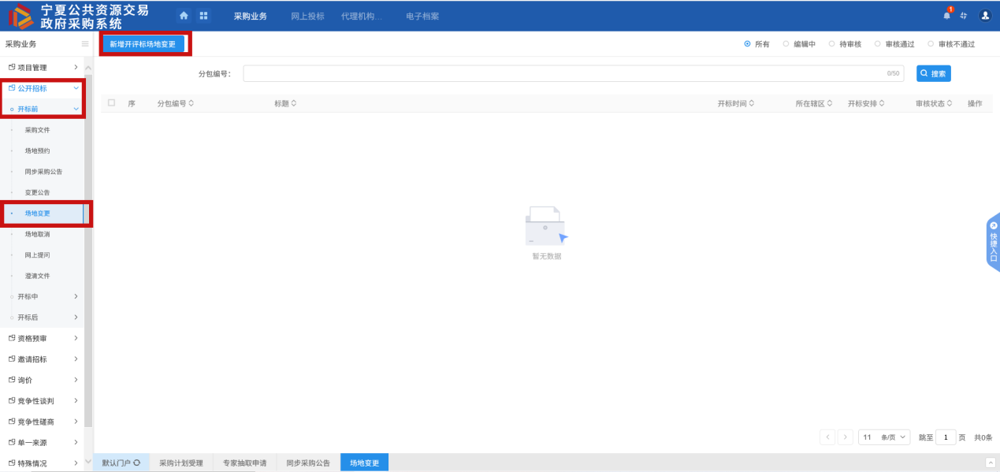 宁夏公共资源交易
政府采购系统
采购业务 网上投标 代理机构... 电子档案
1
采购业务
新增开评标场地变更
所有 编辑中 待审核 审核通过 审核不通过
项目管理
公开招标
开标前
采购文件
场地预约
同步采购公告
变更公告
场地变更
场地取消
网上提问
澄清文件
开标中
开标后
资格预审
邀请招标
询价
竞争性谈判
竞争性磋商
单一来源
特殊情况
分包编号:
0/50
搜索
序 分包编号 标题 开标时间 所在辖区 开标安排 审核状态 操作
暂无数据
快捷入口
11 条/页 跳至 1 页 共0条
默认门户 采购计划受理 专家抽取申请 同步采购公告 场地变更